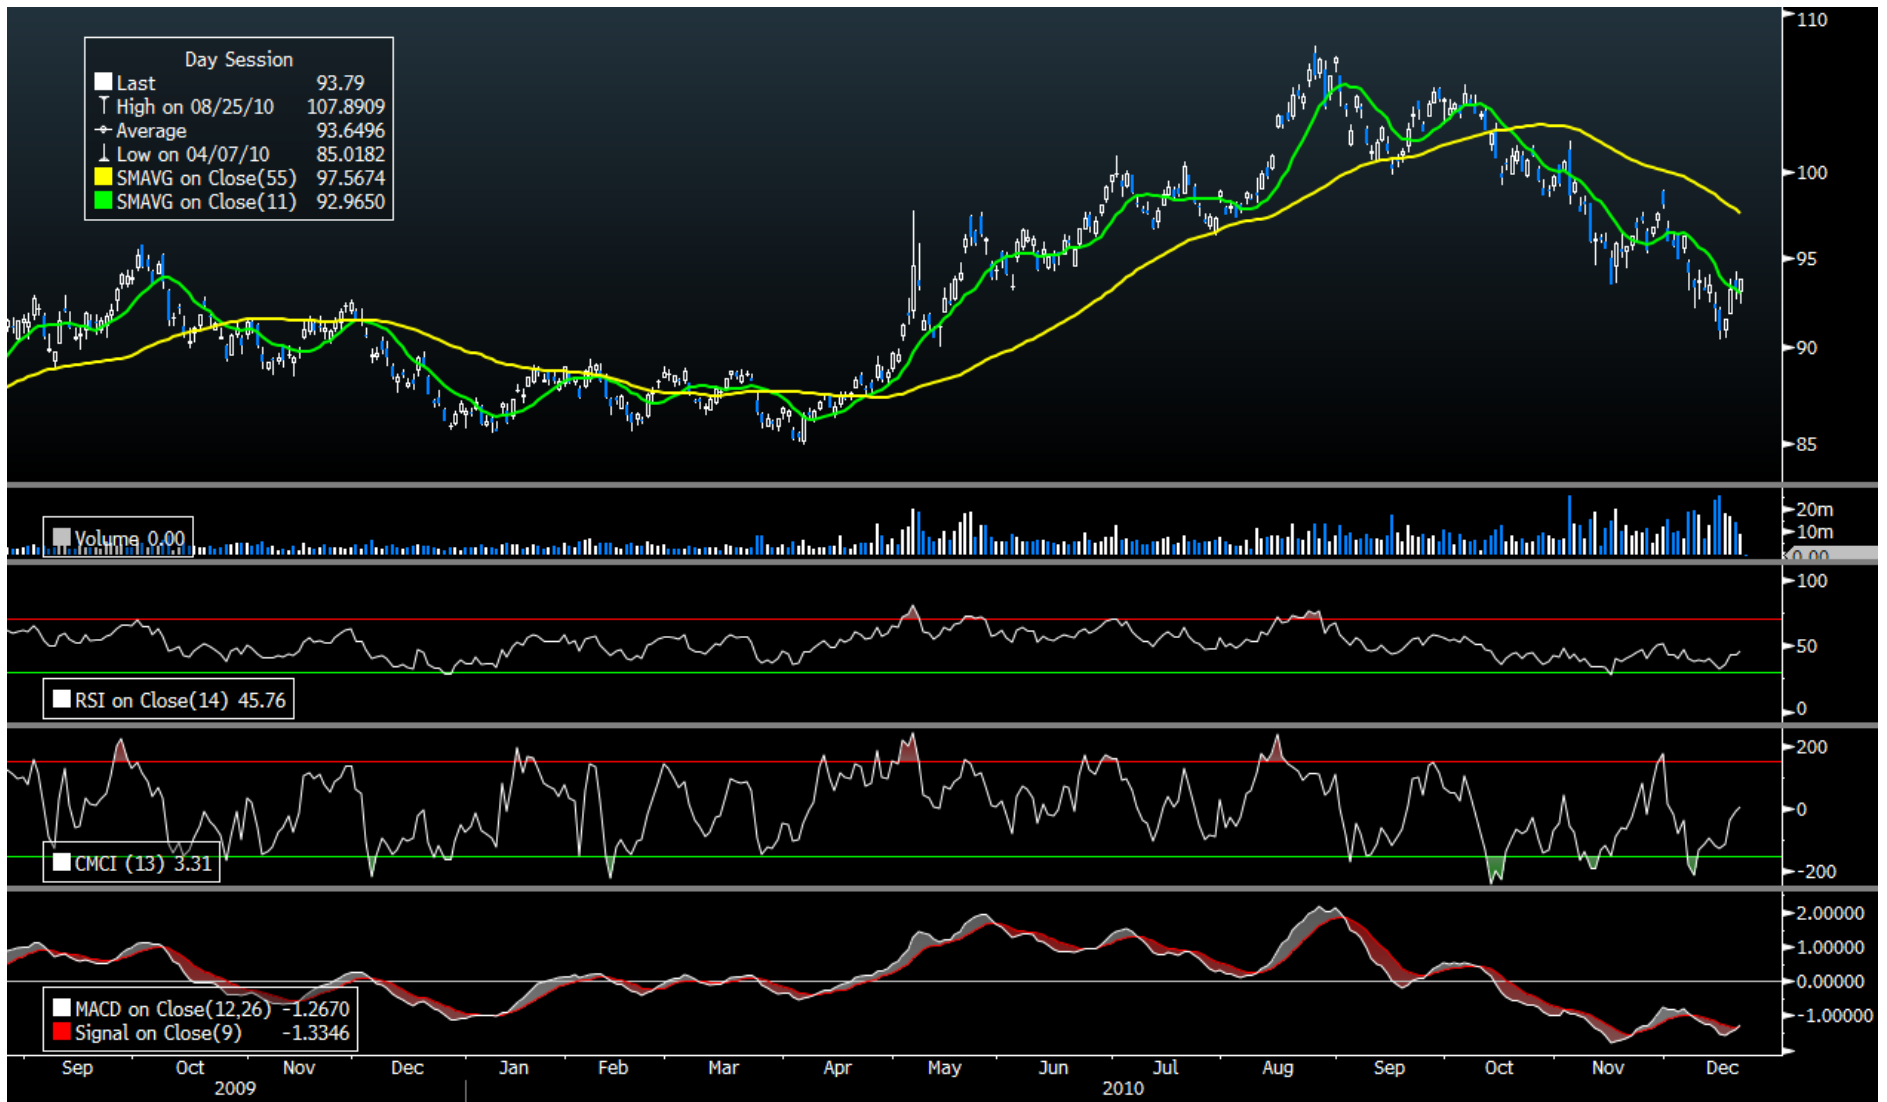 Day Session
Last 93.79
High on 08/25/10 107.8909
Average 93.6496
Low on 04/07/10 85.0182
SMAVG on Close(55) 97.5674
SMAVG on Close(11) 92.9650
110
100
95
90
85
Volume 0.00
20m
10m
0.00
100
50
0
RSI on Close(14) 45.76
200
0
-200
CMCI (13) 3.31
2.00000
1.00000
0.00000
-1.00000
MACD on Close(12,26) -1.2670
Signal on Close(9) -1.3346
Sep Oct Nov Dec Jan Feb Mar Apr May Jun Jul Aug Sep Oct Nov Dec
2009 2010